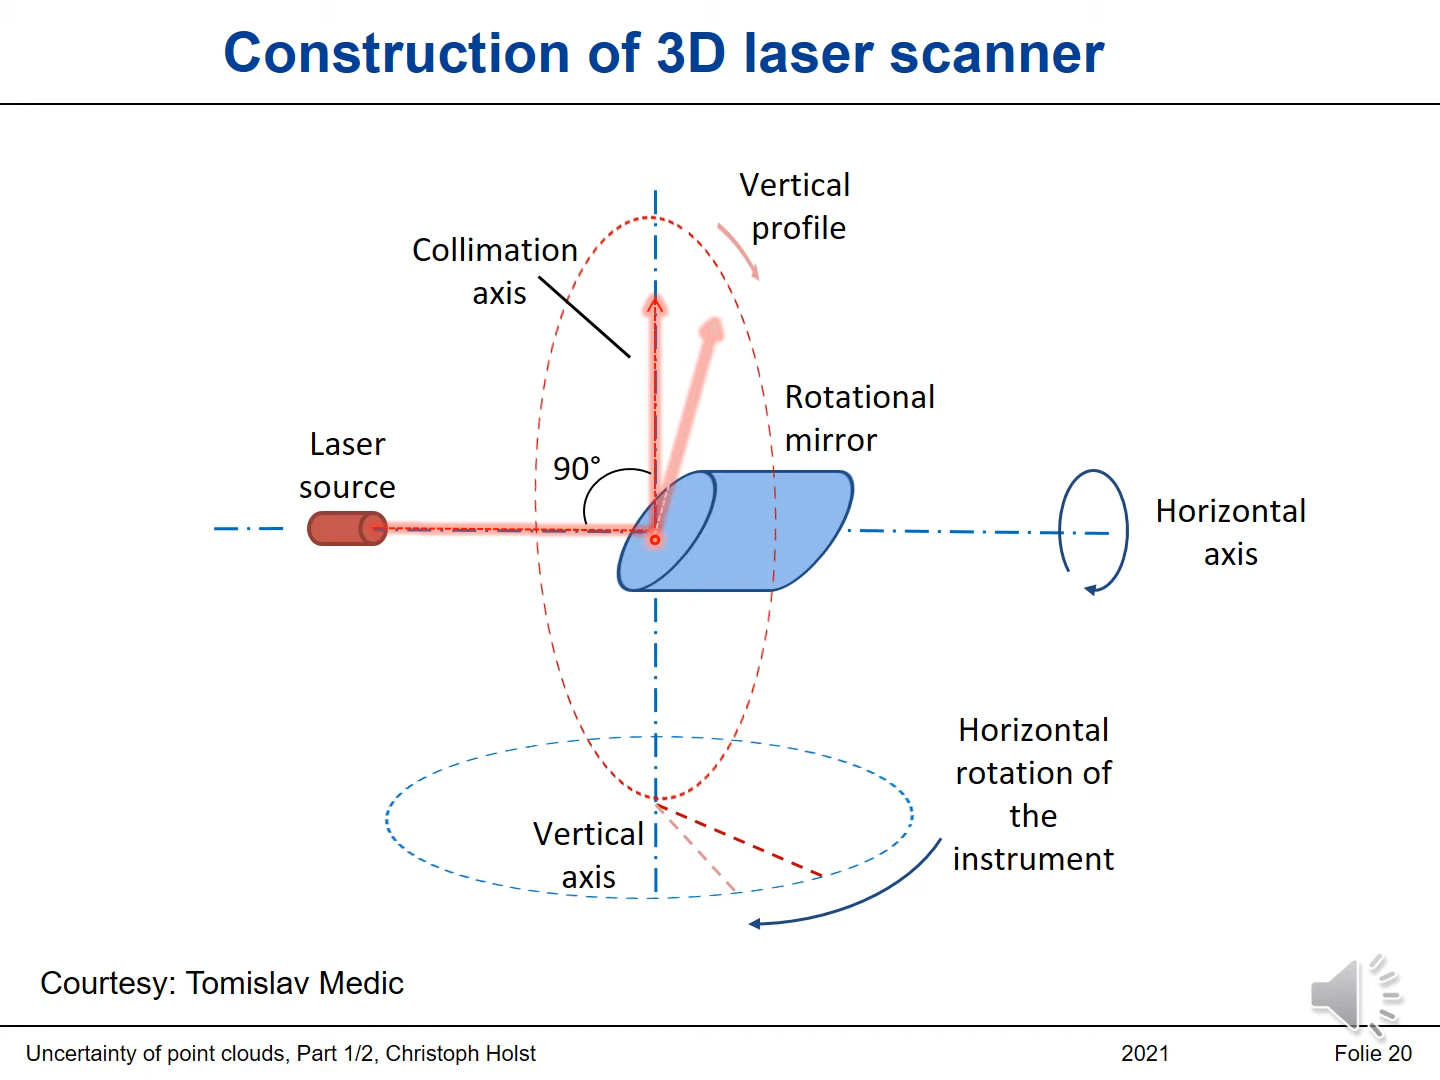 Construction of 3D laser scanner
Vertical
profile
Collimation
axis
Rotational
mirror
Laser
source
90°
Horizontal
axis
Horizontal
rotation of
the
instrument
Vertical
axis
Courtesy: Tomislav Medic
Uncertainty of point clouds, Part 1/2, Christoph Holst
2021
Folie 20